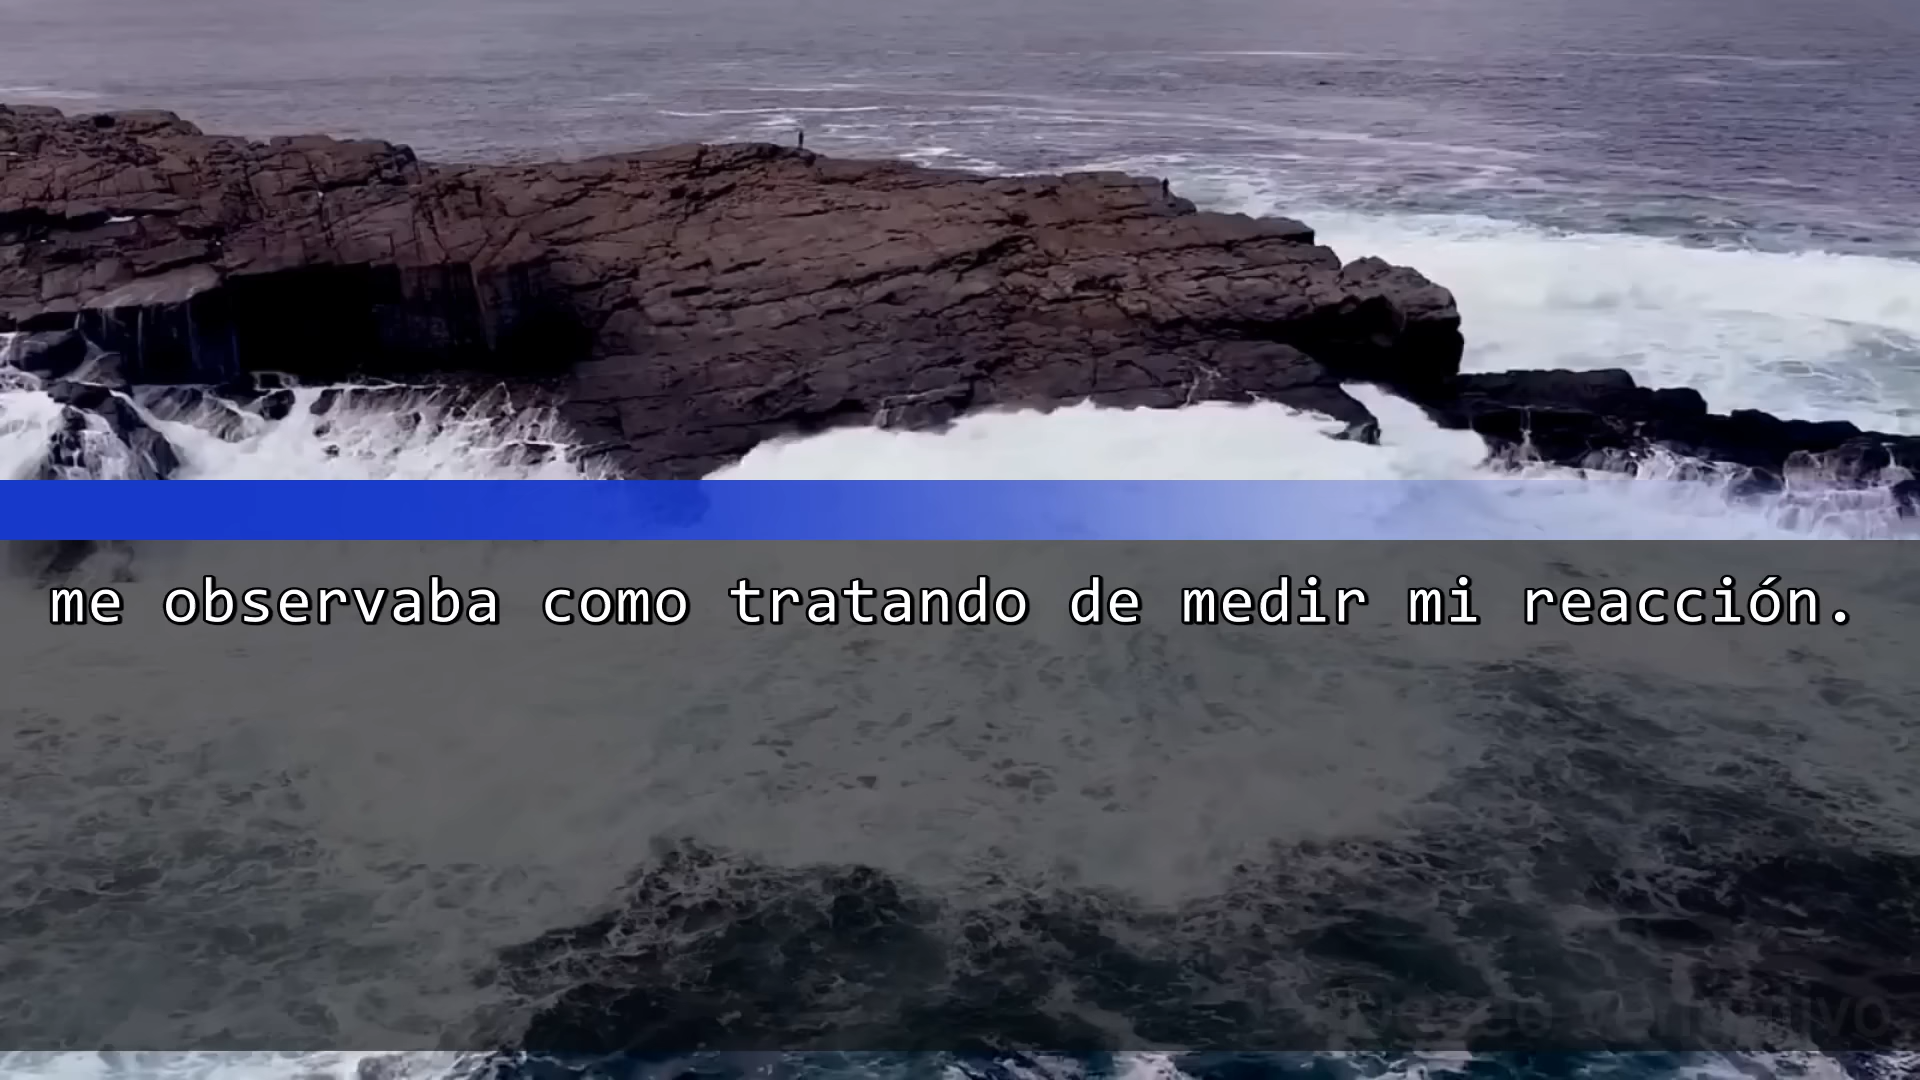 me observaba como tratando de medir mi reacción.